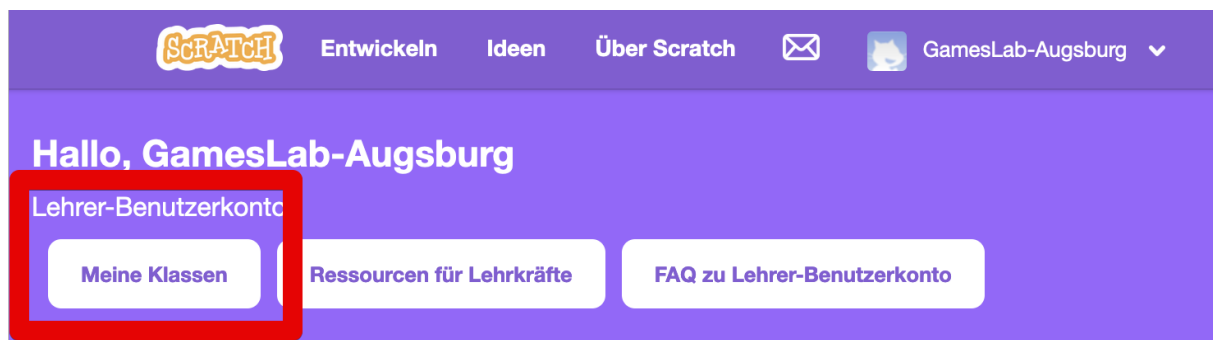 SCRATCH Entwickeln Ideen Über Scratch GamesLab-Augsburg
Hallo, GamesLab-Augsburg
Lehrer-Benutzerkonto
Meine Klassen Ressourcen für Lehrkräfte FAQ zu Lehrer-Benutzerkonto